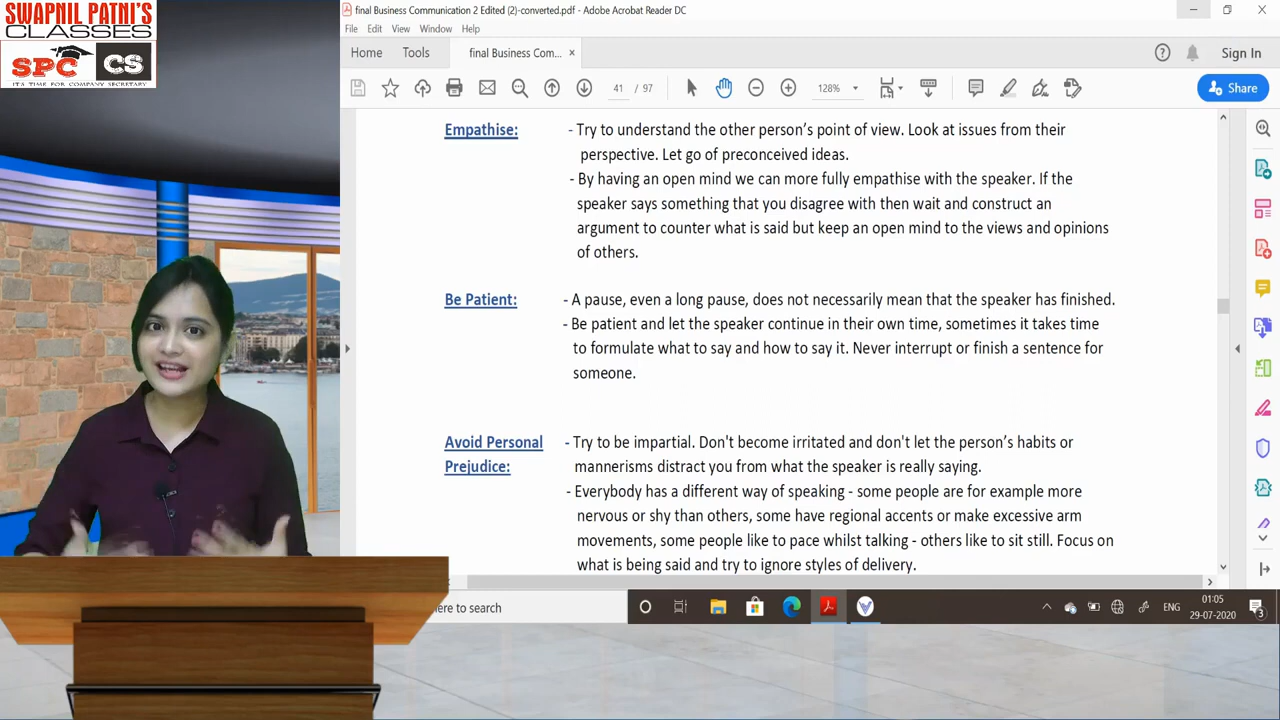 SWAPNIL PATNI'S
CLASSES
SPC CS
IT'S TIME FOR COMPANY SECRETARY
final Business Communication 2 Edited (2)-converted.pdf - Adobe Acrobat Reader DC
File Edit View Window Help
Home Tools final Business Com... × Sign In
41 / 97 128% Share
Empathise: - Try to understand the other person’s point of view. Look at issues from their
perspective. Let go of preconceived ideas.
- By having an open mind we can more fully empathise with the speaker. If the
speaker says something that you disagree with then wait and construct an
argument to counter what is said but keep an open mind to the views and opinions
of others.
Be Patient: - A pause, even a long pause, does not necessarily mean that the speaker has finished.
- Be patient and let the speaker continue in their own time, sometimes it takes time
to formulate what to say and how to say it. Never interrupt or finish a sentence for
someone.
Avoid Personal - Try to be impartial. Don't become irritated and don't let the person’s habits or
Prejudice: mannerisms distract you from what the speaker is really saying.
- Everybody has a different way of speaking - some people are for example more
nervous or shy than others, some have regional accents or make excessive arm
movements, some people like to pace whilst talking - others like to sit still. Focus on
what is being said and try to ignore styles of delivery.
ere to search ENG 01:05
29-07-2020 3